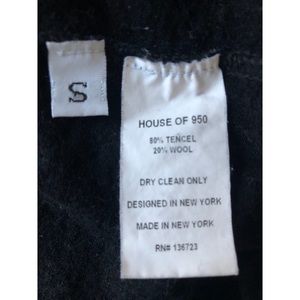 S
HOUSE OF 950
80% TENCEL
20% WOOL
DRY CLEAN ONLY
DESIGNED IN NEW YORK
MADE IN NEW YORK
RN# 136723